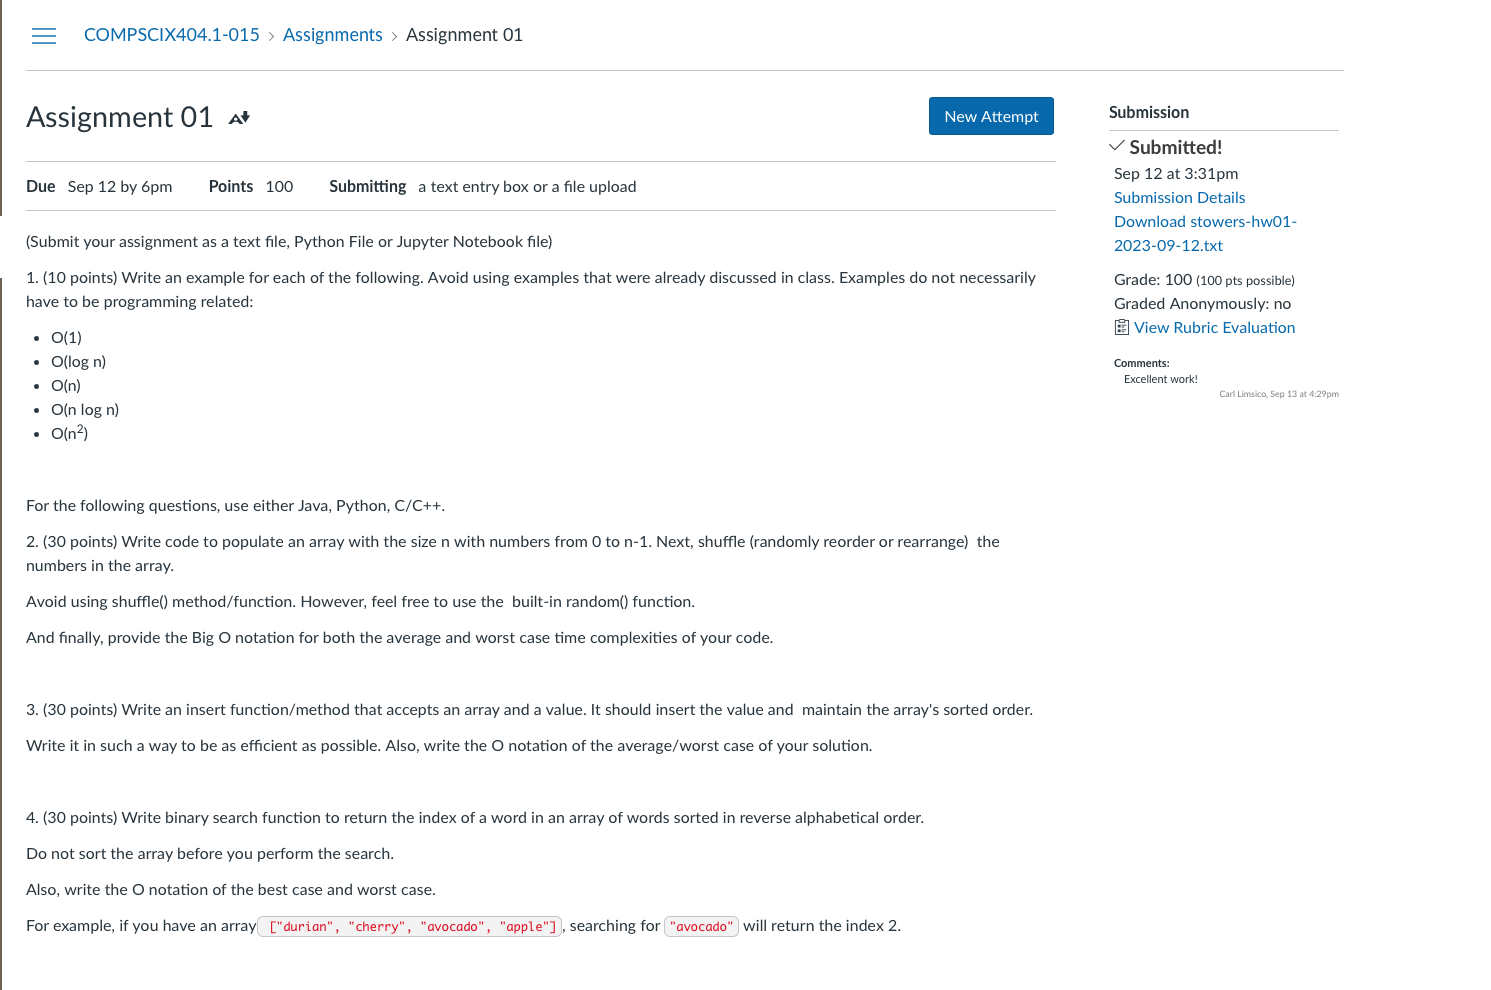 COMPSCIX404.1-015 > Assignments > Assignment 01
Assignment 01
New Attempt
Due Sep 12 by 6pm Points 100 Submitting a text entry box or a file upload
(Submit your assignment as a text file, Python File or Jupyter Notebook file)
1. (10 points) Write an example for each of the following. Avoid using examples that were already discussed in class. Examples do not necessarily
have to be programming related:
• O(1)
• O(log n)
• O(n)
• O(n log n)
• O(n²)
For the following questions, use either Java, Python, C/C++.
2. (30 points) Write code to populate an array with the size n with numbers from 0 to n-1. Next, shuffle (randomly reorder or rearrange) the
numbers in the array.
Avoid using shuffle() method/function. However, feel free to use the built-in random() function.
And finally, provide the Big O notation for both the average and worst case time complexities of your code.
3. (30 points) Write an insert function/method that accepts an array and a value. It should insert the value and maintain the array's sorted order.
Write it in such a way to be as efficient as possible. Also, write the O notation of the average/worst case of your solution.
4. (30 points) Write binary search function to return the index of a word in an array of words sorted in reverse alphabetical order.
Do not sort the array before you perform the search.
Also, write the O notation of the best case and worst case.
For example, if you have an array ["durian", "cherry", "avocado", "apple"], searching for "avocado" will return the index 2.
Submission
Submitted!
Sep 12 at 3:31pm
Submission Details
Download stowers-hw01-
2023-09-12.txt
Grade: 100 (100 pts possible)
Graded Anonymously: no
View Rubric Evaluation
Comments:
Excellent work!
Carl Limsico, Sep 13 at 4:29pm